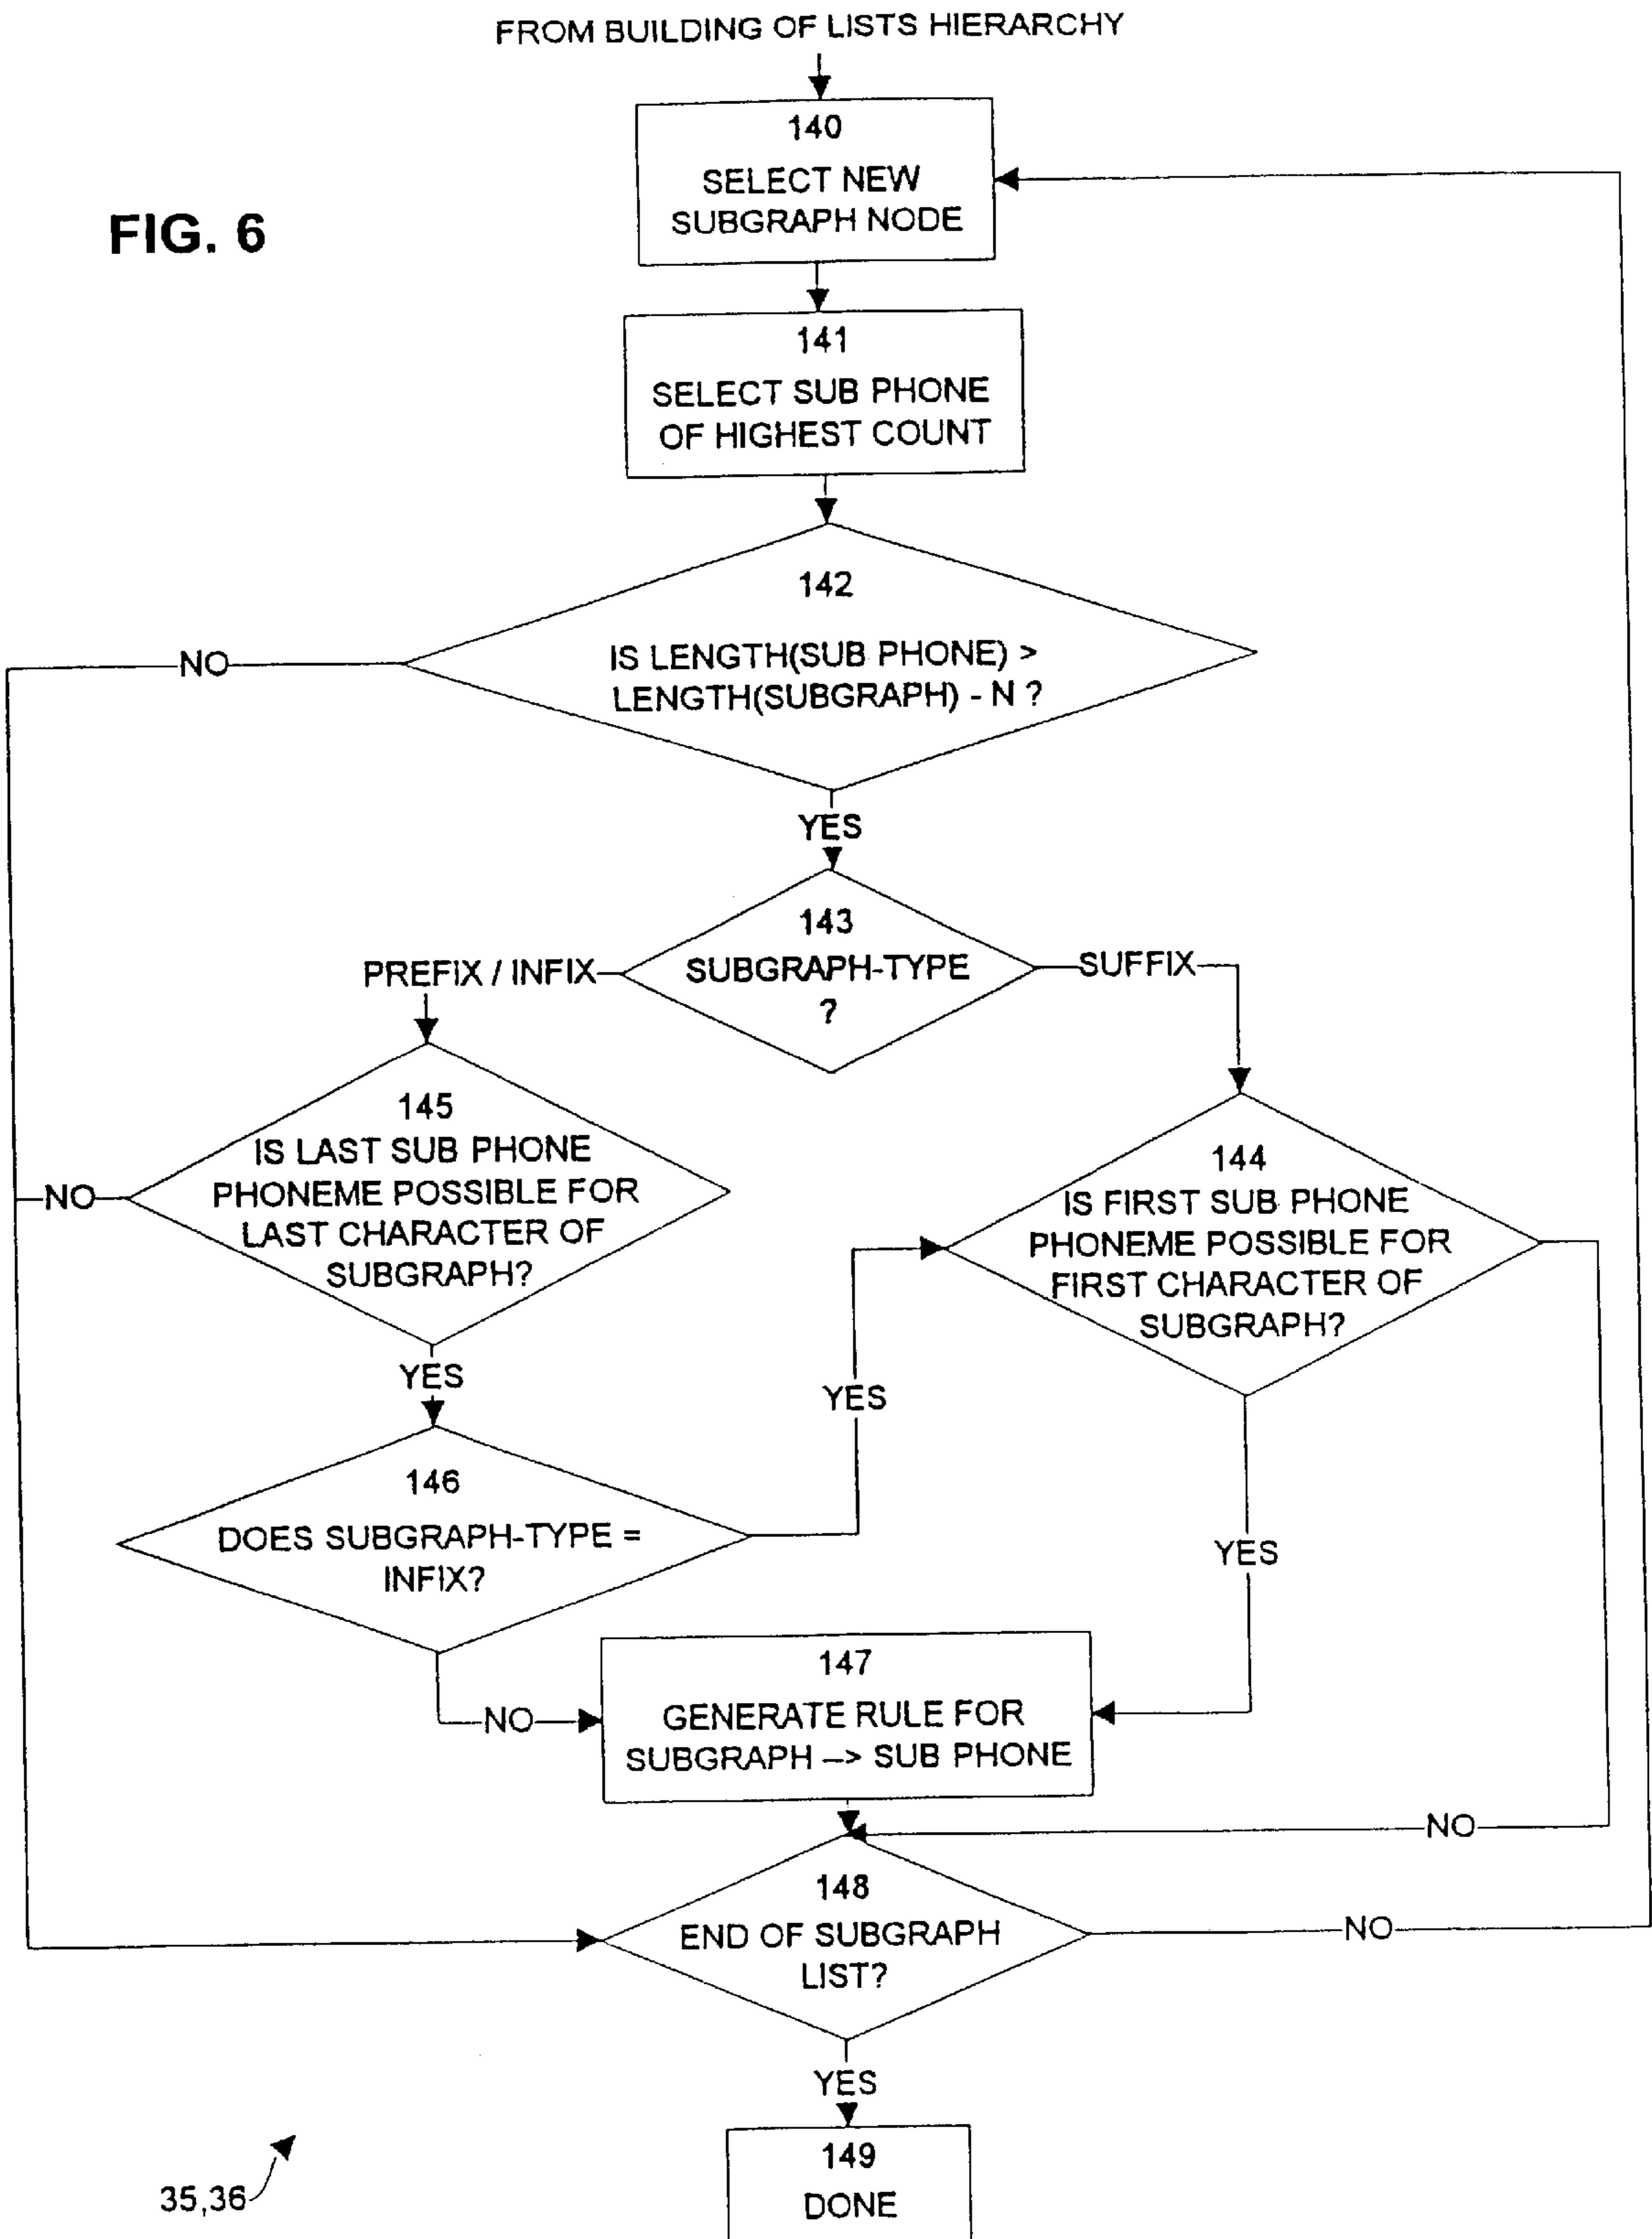 FROM BUILDING OF LISTS HIERARCHY
FIG. 6
140
SELECT NEW
SUBGRAPH NODE
141
SELECT SUB PHONE
OF HIGHEST COUNT
142
IS LENGTH(SUB PHONE) >
LENGTH(SUBGRAPH) - N ?
NO
YES
143
SUBGRAPH-TYPE
?
PREFIX / INFIX
SUFFIX
145
IS LAST SUB PHONE
PHONEME POSSIBLE FOR
LAST CHARACTER OF
SUBGRAPH?
NO
144
IS FIRST SUB PHONE
PHONEME POSSIBLE FOR
FIRST CHARACTER OF
SUBGRAPH?
YES
YES
146
DOES SUBGRAPH-TYPE =
INFIX?
YES
147
GENERATE RULE FOR
SUBGRAPH --> SUB PHONE
NO
NO
148
END OF SUBGRAPH
LIST?
NO
YES
149
DONE
35,36